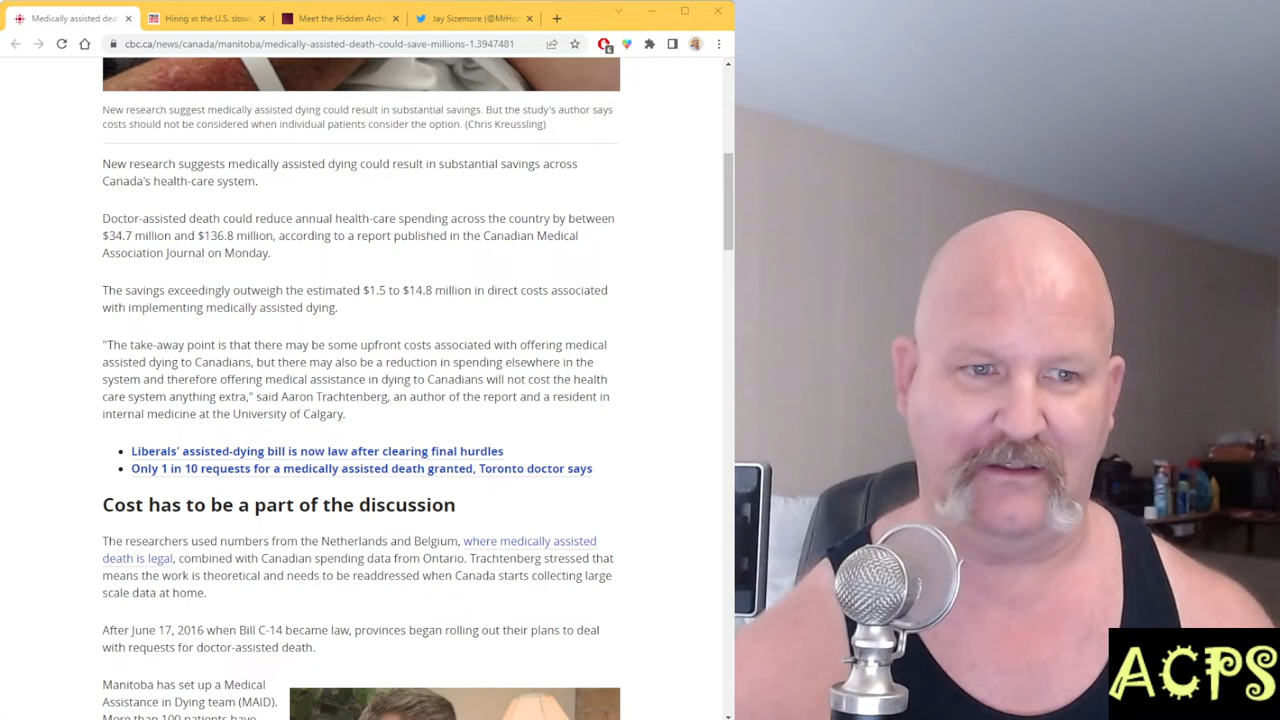 Medically assisted dea
Hiring in the U.S. slows
Meet the Hidden Arch
Jay Sizemore (@MrHo
cbc.ca/news/canada/manitoba/medically-assisted-death-could-save-millions-1.3947481
6
New research suggest medically assisted dying could result in substantial savings. But the study's author says
costs should not be considered when individual patients consider the option. (Chris Kreussling)
New research suggests medically assisted dying could result in substantial savings across
Canada's health-care system.
Doctor-assisted death could reduce annual health-care spending across the country by between
$34.7 million and $136.8 million, according to a report published in the Canadian Medical
Association Journal on Monday.
The savings exceedingly outweigh the estimated $1.5 to $14.8 million in direct costs associated
with implementing medically assisted dying.
"The take-away point is that there may be some upfront costs associated with offering medical
assisted dying to Canadians, but there may also be a reduction in spending elsewhere in the
system and therefore offering medical assistance in dying to Canadians will not cost the health
care system anything extra," said Aaron Trachtenberg, an author of the report and a resident in
internal medicine at the University of Calgary.
• Liberals' assisted-dying bill is now law after clearing final hurdles
• Only 1 in 10 requests for a medically assisted death granted, Toronto doctor says
Cost has to be a part of the discussion
The researchers used numbers from the Netherlands and Belgium, where medically assisted
death is legal, combined with Canadian spending data from Ontario. Trachtenberg stressed that
means the work is theoretical and needs to be readdressed when Canada starts collecting large
scale data at home.
After June 17, 2016 when Bill C-14 became law, provinces began rolling out their plans to deal
with requests for doctor-assisted death.
Manitoba has set up a Medical
Assistance in Dying team (MAID).
More than 100 patients have
ACPS